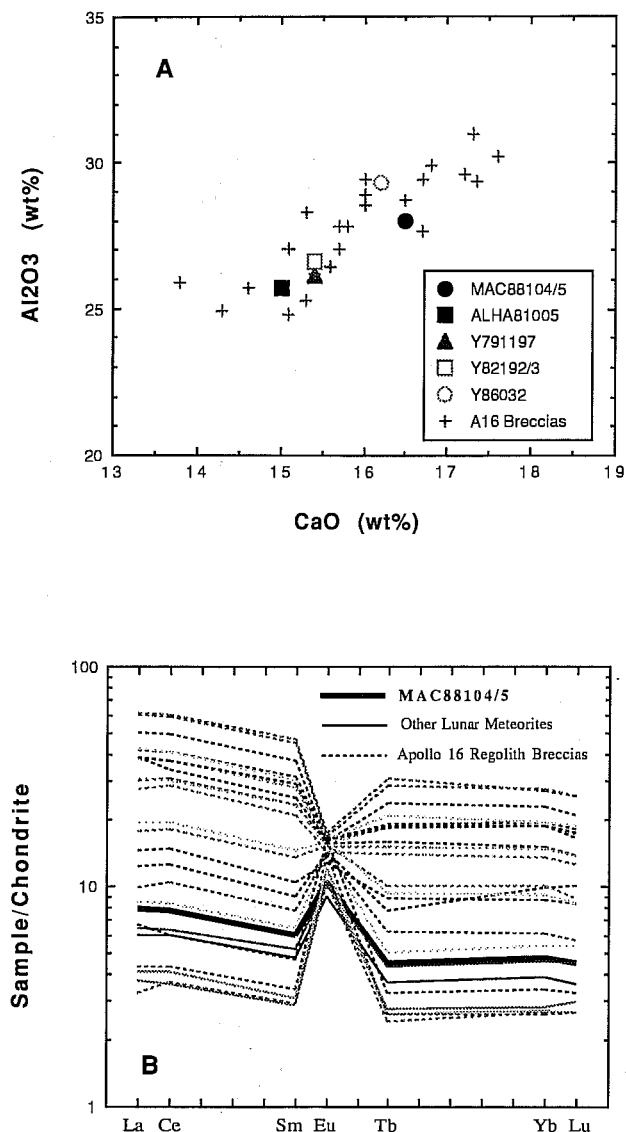 35
30
25
20
Al2O3 (wt%)
A
MAC88104/5
ALHA81005
Y791197
Y82192/3
Y86032
A16 Breccias
13 14 15 16 17 18 19
CaO (wt%)
100
10
1
Sample/Chondrite
MAC88104/5
Other Lunar Meteorites
Apollo 16 Regolith Breccias
B
La Ce Sm Eu Tb Yb Lu